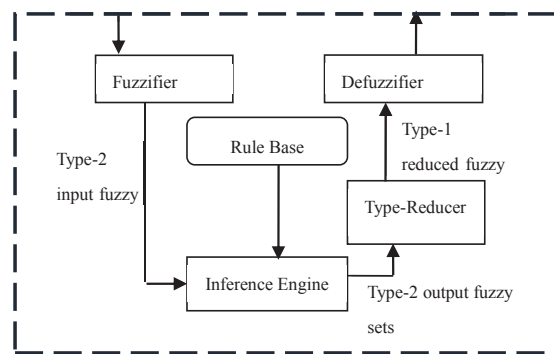 Fuzzifier
Defuzzifier
Type-2
input fuzzy
Rule Base
Type-1
reduced fuzzy
Type-Reducer
Inference Engine
Type-2 output fuzzy
sets